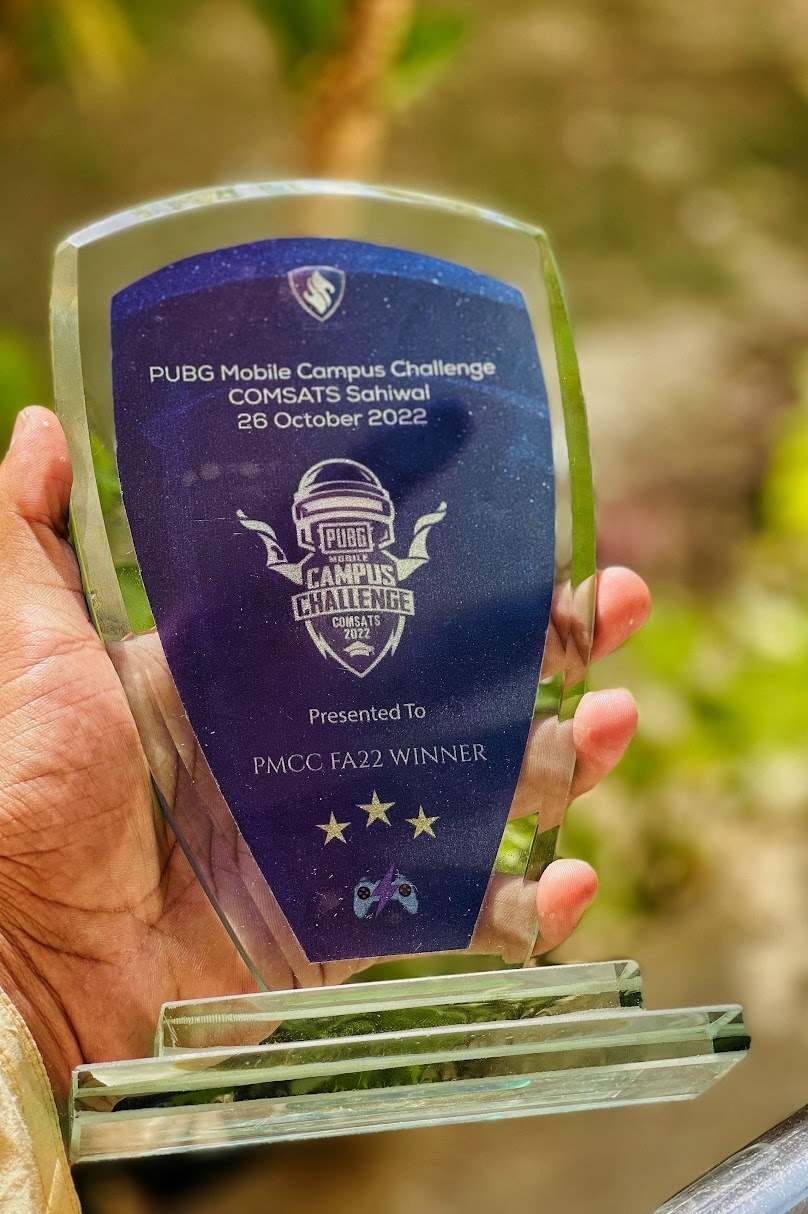 PUBG Mobile Campus Challenge
COMSATS Sahiwal
26 October 2022
PUBG
MOBILE
CAMPUS
CHALLENGE
COMSATS
2022
Presented To
PMCC FA22 WINNER